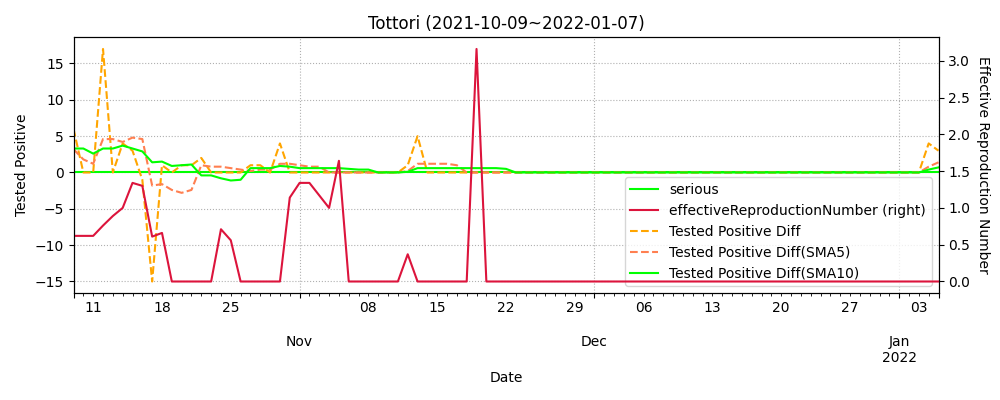 Tottori (2021-10-09~2022-01-07)
Tested Positive
15
10
5
0
−5
−10
−15
3.0
2.5
2.0
1.5
1.0
0.5
0.0
Effective Reproduction Number
serious
effectiveReproductionNumber (right)
Tested Positive Diff
Tested Positive Diff(SMA5)
Tested Positive Diff(SMA10)
11 18 25 08 15 22 29 06 13 20 27 03
Nov Dec Jan
2022
Date